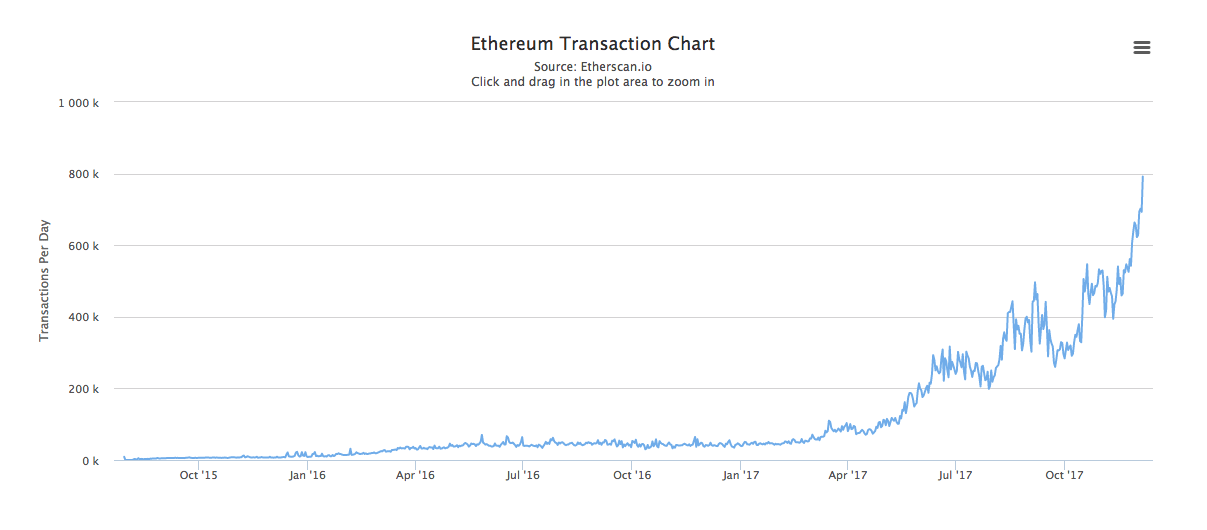 Ethereum Transaction Chart
Source: Etherscan.io
Click and drag in the plot area to zoom in
Transactions Per Day
1 000 k
800 k
600 k
400 k
200 k
0 k
Oct '15
Jan '16
Apr '16
Jul '16
Oct '16
Jan '17
Apr '17
Jul '17
Oct '17